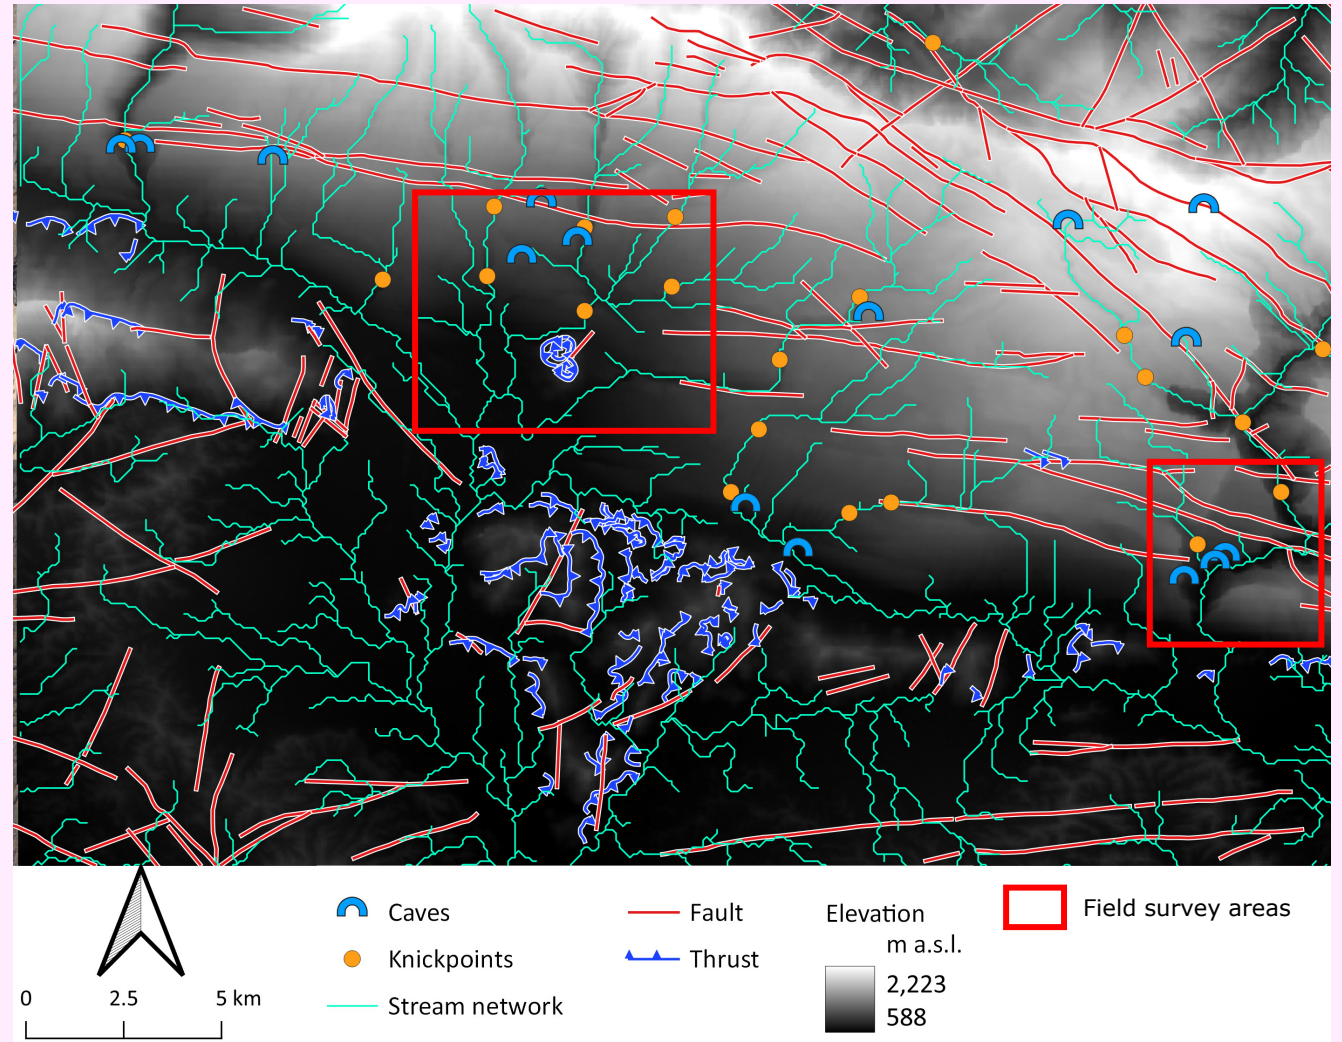 Caves
Knickpoints
Stream network
Fault
Thrust
Elevation
m a.s.l.
2,223
588
Field survey areas
0 2.5 5 km